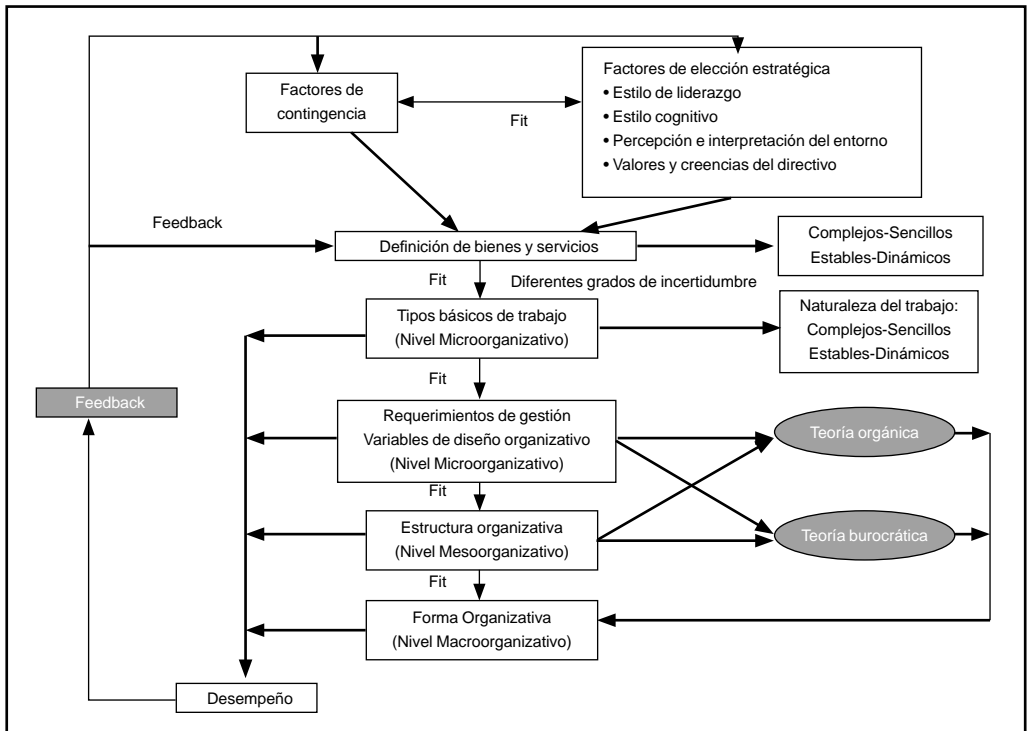 Factores de
contingencia
Fit
Factores de elección estratégica
• Estilo de liderazgo
• Estilo cognitivo
• Percepción e interpretación del entorno
• Valores y creencias del directivo
Feedback
Definición de bienes y servicios
Complejos-Sencillos
Estables-Dinámicos
Fit
Diferentes grados de incertidumbre
Tipos básicos de trabajo
(Nivel Microorganizativo)
Naturaleza del trabajo:
Complejos-Sencillos
Estables-Dinámicos
Fit
Feedback
Requerimientos de gestión
Variables de diseño organizativo
(Nivel Microorganizativo)
Teoría orgánica
Fit
Estructura organizativa
(Nivel Mesoorganizativo)
Teoría burocrática
Fit
Forma Organizativa
(Nivel Macroorganizativo)
Desempeño